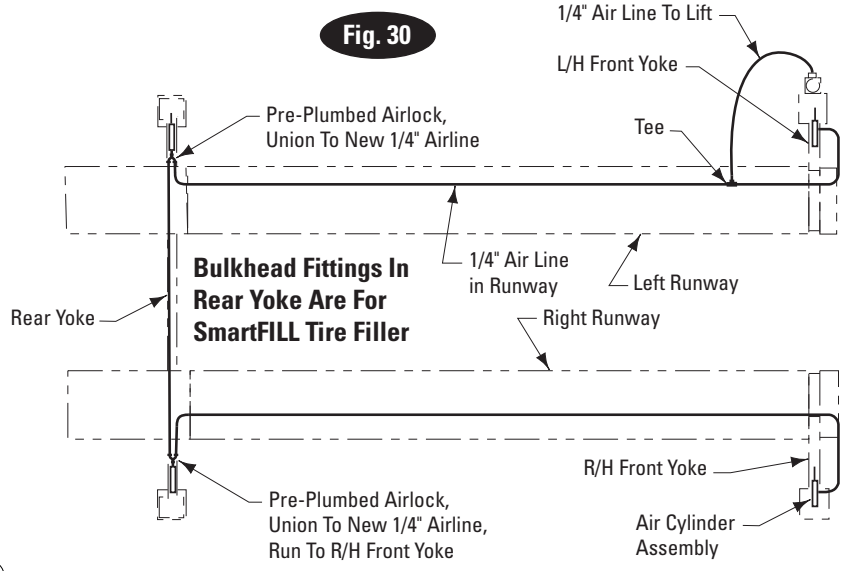 Fig. 30
1/4" Air Line To Lift
L/H Front Yoke
Pre-Plumbed Airlock,
Union To New 1/4" Airline
Tee
Bulkhead Fittings In
Rear Yoke Are For
SmartFILL Tire Filler
1/4" Air Line
in Runway
Left Runway
Rear Yoke
Right Runway
R/H Front Yoke
Pre-Plumbed Airlock,
Union To New 1/4" Airline,
Run To R/H Front Yoke
Air Cylinder
Assembly